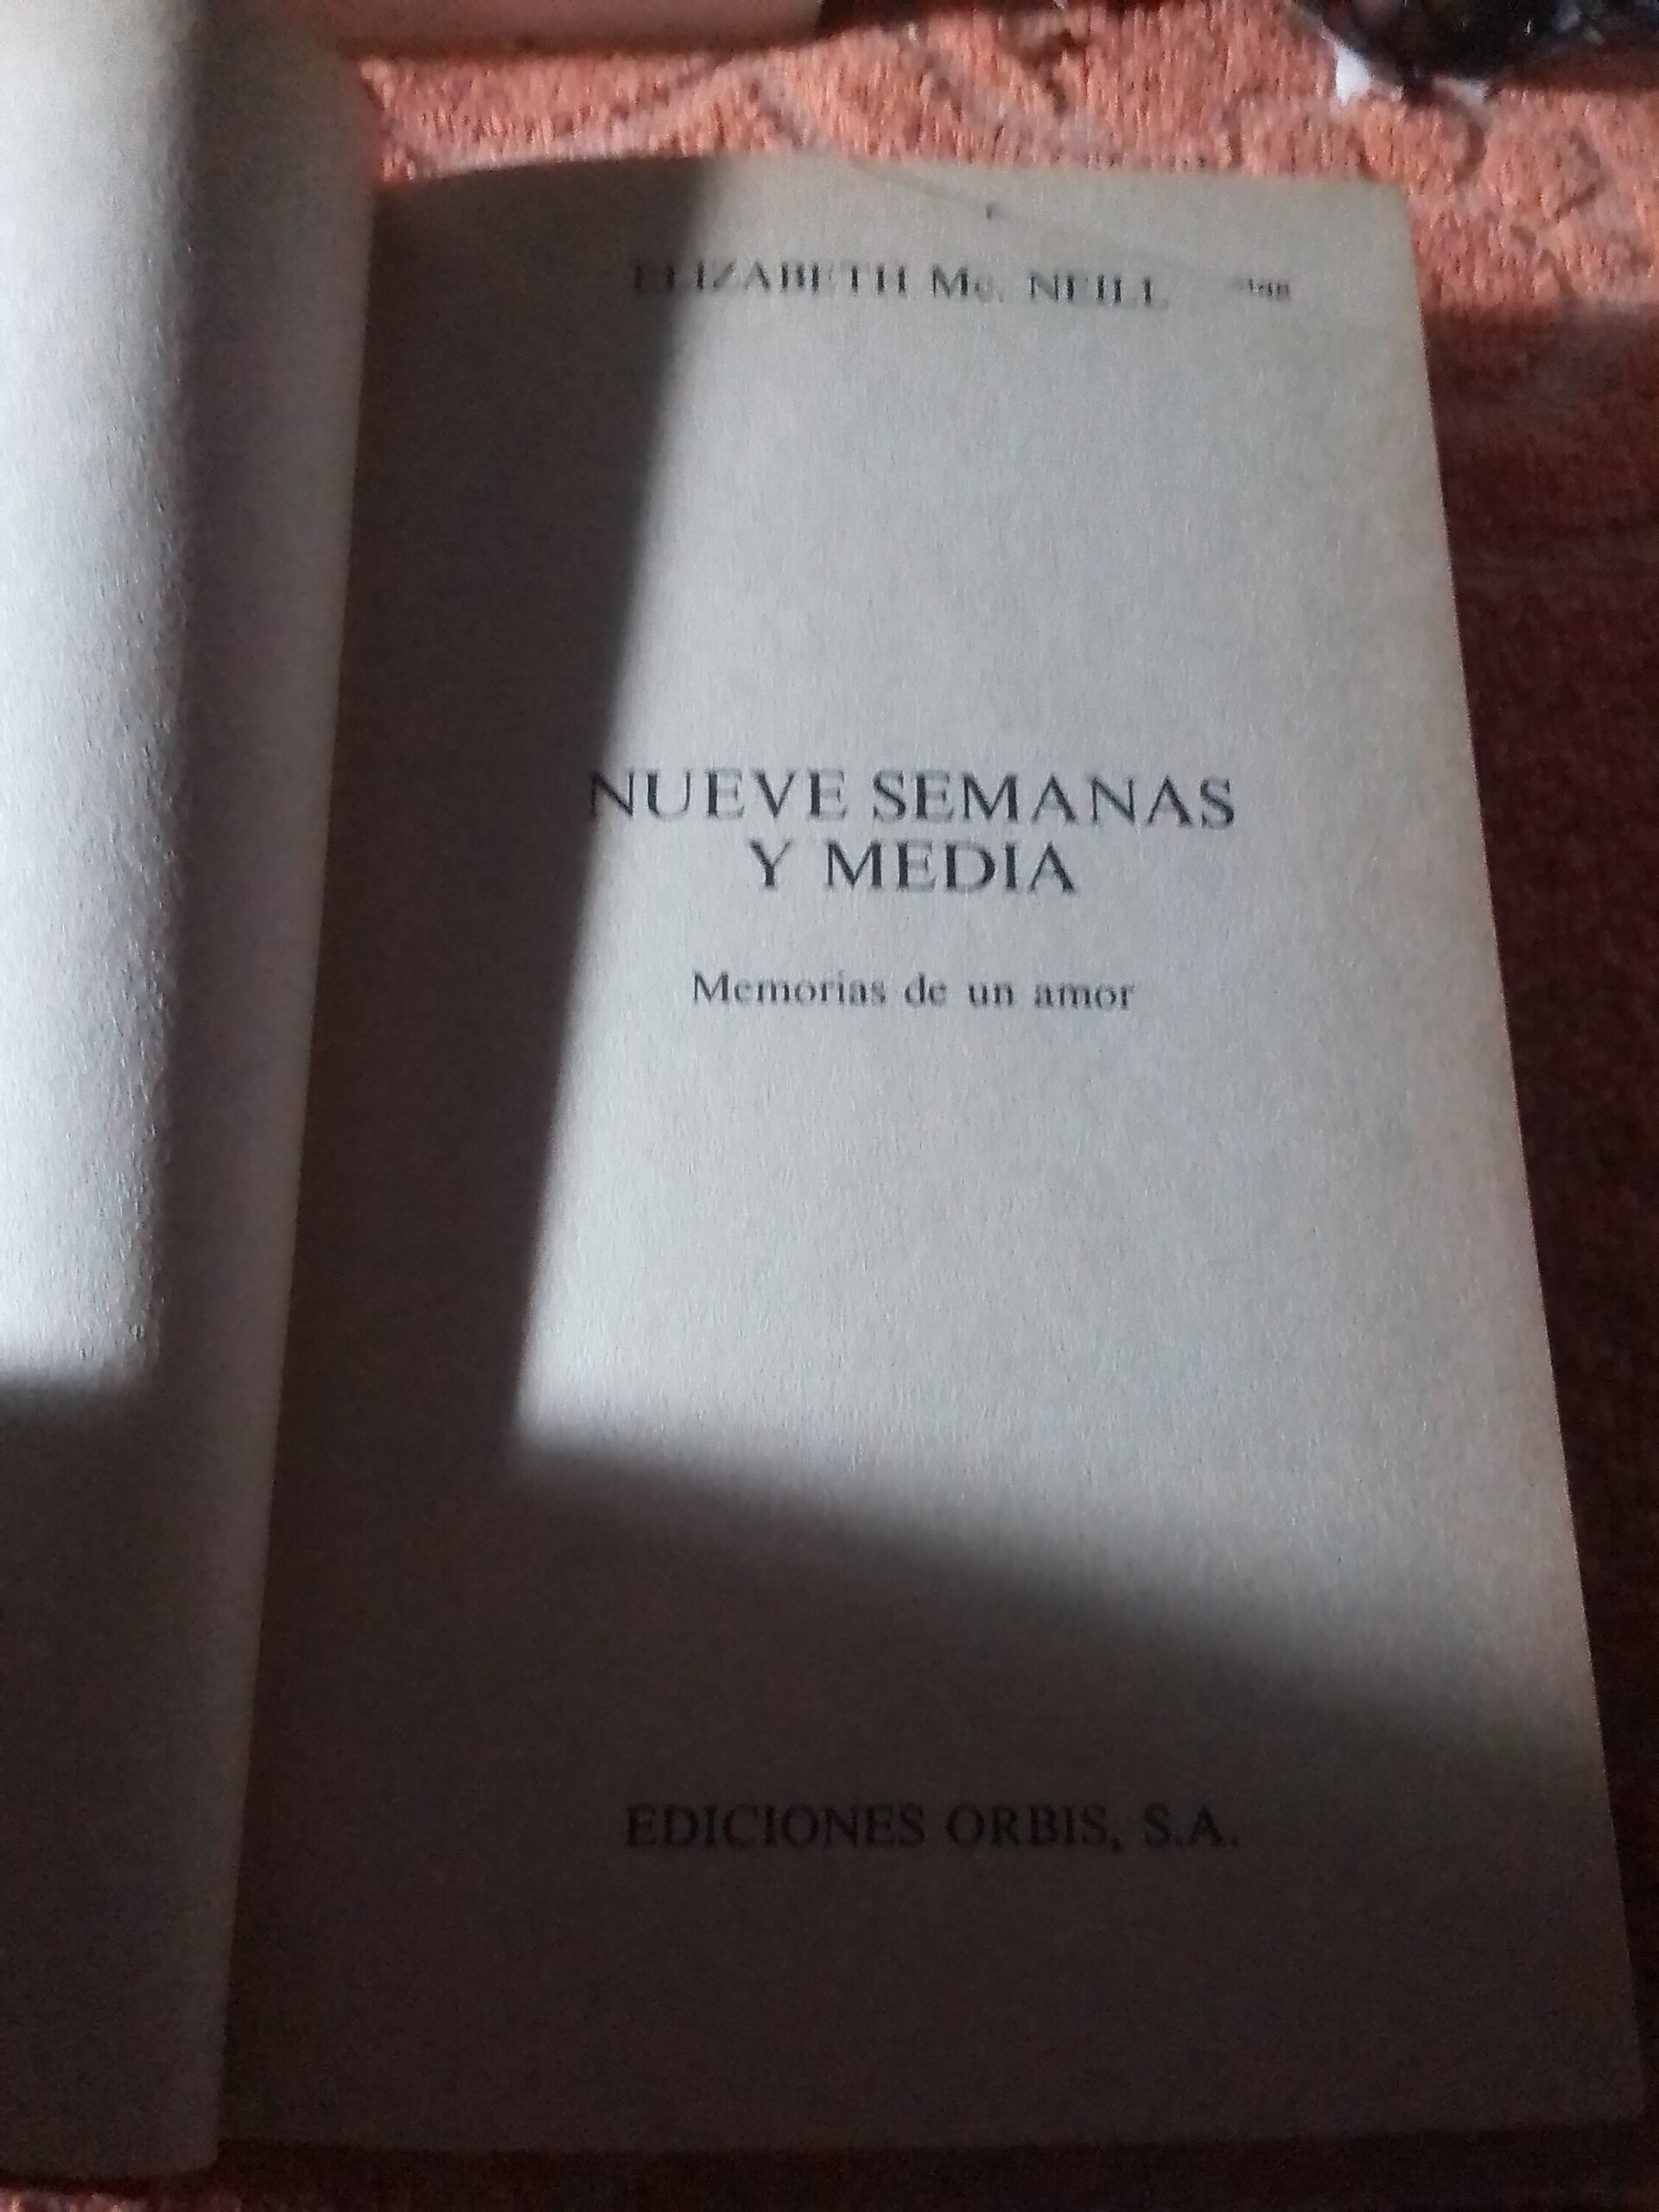 ELIZABETH Mc. NEILL
NUEVE SEMANAS
Y MEDIA
Memorias de un amor
EDICIONES ORBIS, S.A.